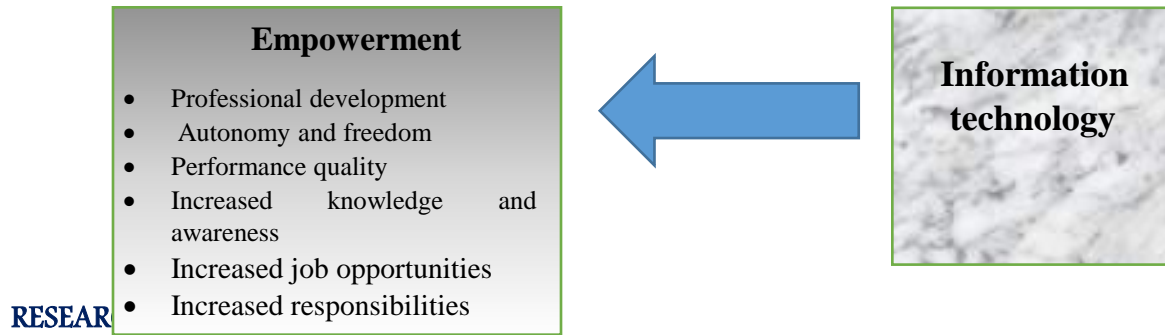 Empowerment
• Professional development
• Autonomy and freedom
• Performance quality
• Increased knowledge and
awareness
• Increased job opportunities
• Increased responsibilities
Information
technology